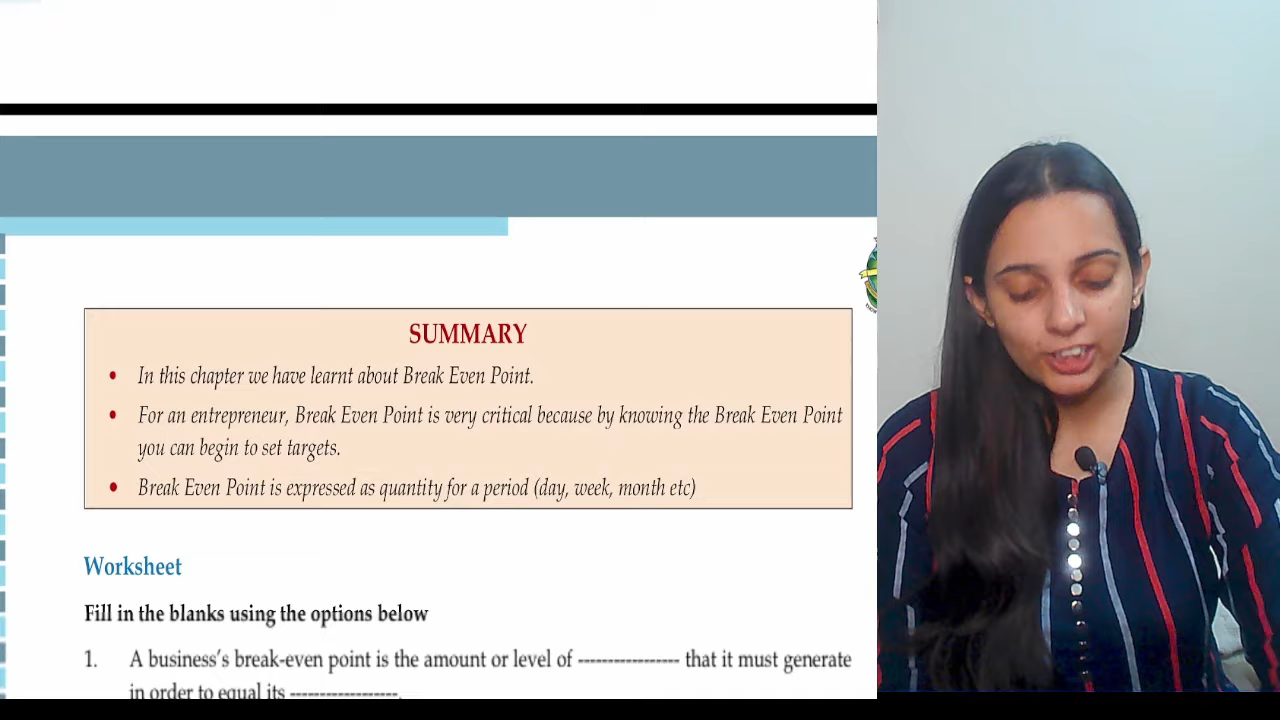 SUMMARY
• In this chapter we have learnt about Break Even Point.
• For an entrepreneur, Break Even Point is very critical because by knowing the Break Even Point
you can begin to set targets.
• Break Even Point is expressed as quantity for a period (day, week, month etc)
Worksheet
Fill in the blanks using the options below
1. A business's break-even point is the amount or level of ----------------- that it must generate
in order to equal its ------------------.